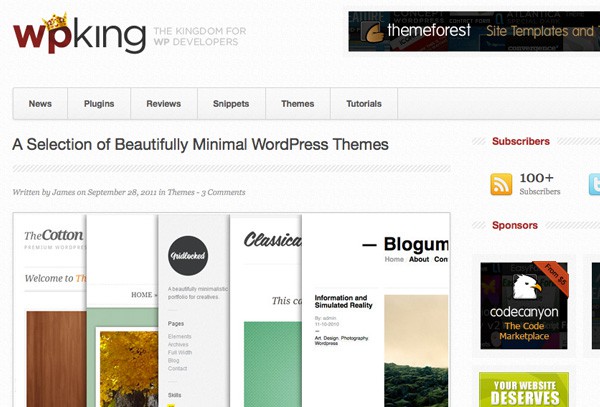 wpking
THE KINGDOM FOR
WP DEVELOPERS
themeforest
Site Templates and
News
Plugins
Reviews
Snippets
Themes
Tutorials
A Selection of Beautifully Minimal WordPress Themes
Written by James on September 28, 2011 in Themes - 3 Comments
TheCotton
PREMIUM WORDPR
Welcome to Th
HOME »
Gridlocked
A beautifully minimalistic
portfolio for creatives.
Pages
Elements
Archives
Full Width
Blog
Contact
Skills
Classica
This ca
— Blogum
Home About Con
Information and
Simulated Reality
By: admin
11-10-2010
Art, Design, Photography,
Wordpress
Subscribers
100+
Subscribers
Sponsors
From $5
codecanyon
The Code
Marketplace
YOUR WEBSITE
DESERVES